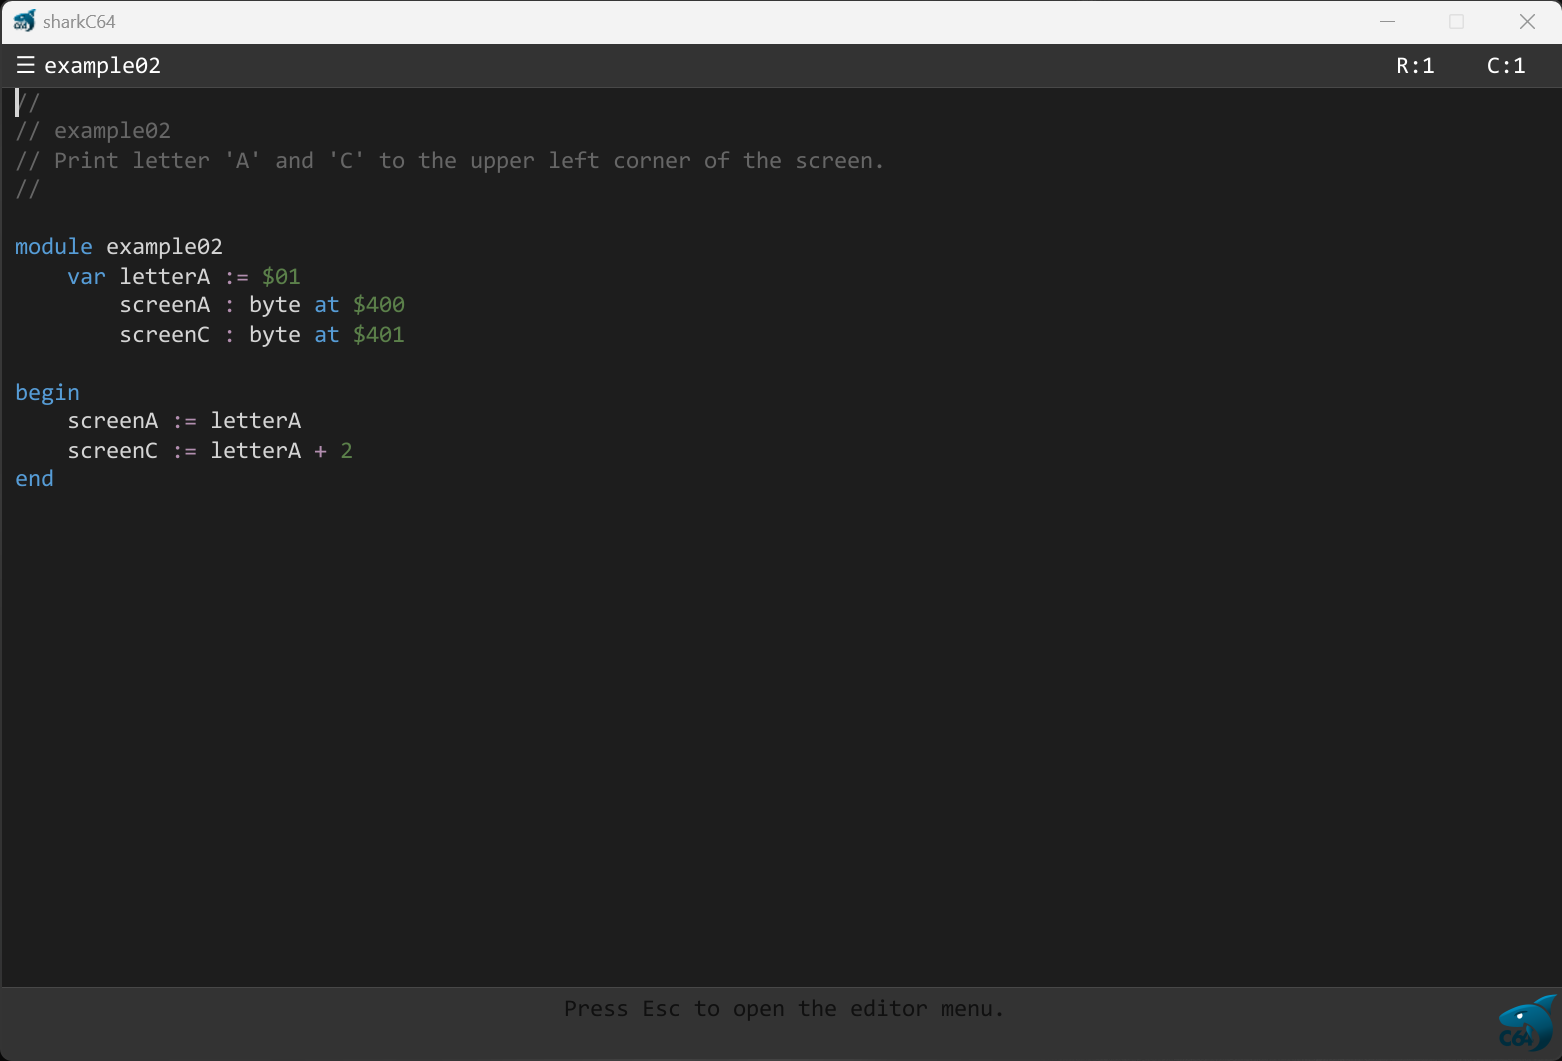 sharkC64
☰ example02 R:1 C:1
//
// example02
// Print letter 'A' and 'C' to the upper left corner of the screen.
//
module example02
    var letterA := $01
        screenA : byte at $400
        screenC : byte at $401
begin
    screenA := letterA
    screenC := letterA + 2
end
Press Esc to open the editor menu.
C64